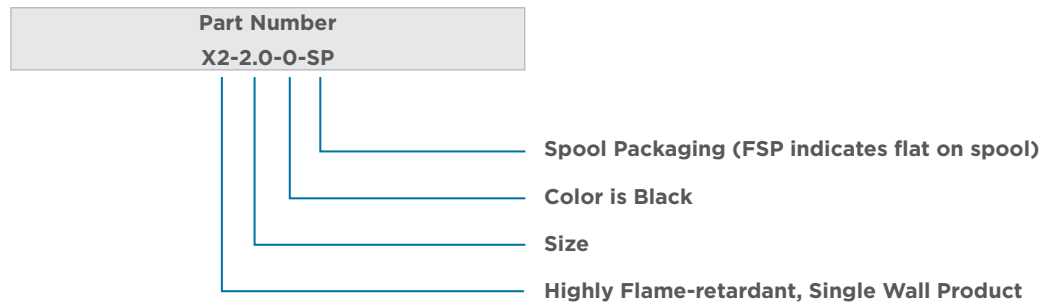 Part Number
X2-2.0-0-SP
Spool Packaging (FSP indicates flat on spool)
Color is Black
Size
Highly Flame-retardant, Single Wall Product